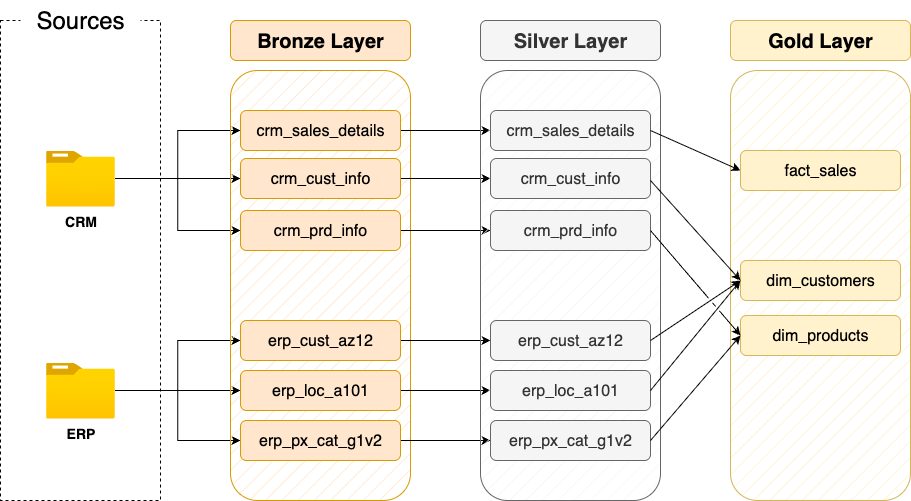 Sources
Bronze Layer
Silver Layer
Gold Layer
crm_sales_details
crm_sales_details
fact_sales
crm_cust_info
crm_cust_info
CRM
crm_prd_info
crm_prd_info
dim_customers
erp_cust_az12
erp_cust_az12
dim_products
erp_loc_a101
erp_loc_a101
ERP
erp_px_cat_g1v2
erp_px_cat_g1v2